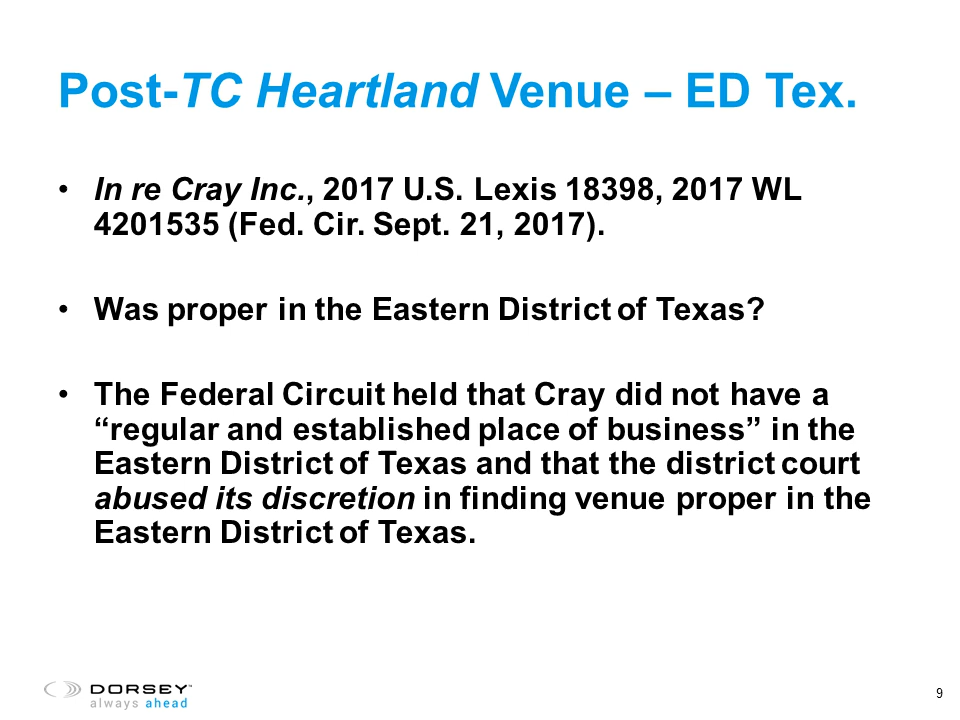 Post-TC Heartland Venue – ED Tex.
• In re Cray Inc., 2017 U.S. Lexis 18398, 2017 WL
4201535 (Fed. Cir. Sept. 21, 2017).
• Was proper in the Eastern District of Texas?
• The Federal Circuit held that Cray did not have a
“regular and established place of business” in the
Eastern District of Texas and that the district court
abused its discretion in finding venue proper in the
Eastern District of Texas.
DORSEY™
always ahead
9